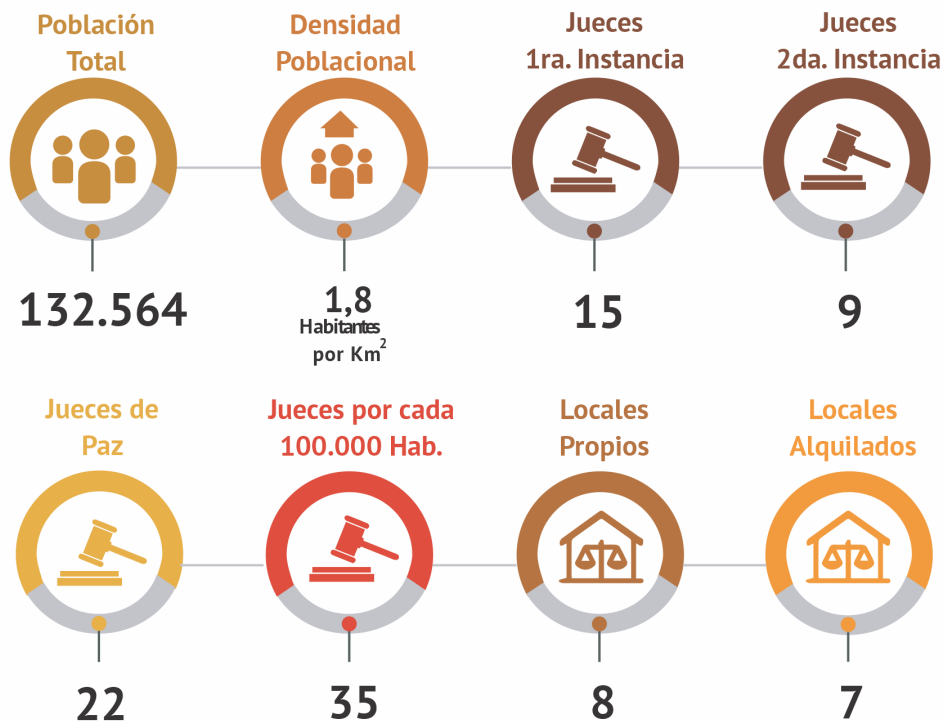 Población
Total
132.564
Densidad
Poblacional
1,8
Habitantes
por Km²
Jueces
1ra. Instancia
15
Jueces
2da. Instancia
9
Jueces de
Paz
22
Jueces por cada
100.000 Hab.
35
Locales
Propios
8
Locales
Alquilados
7